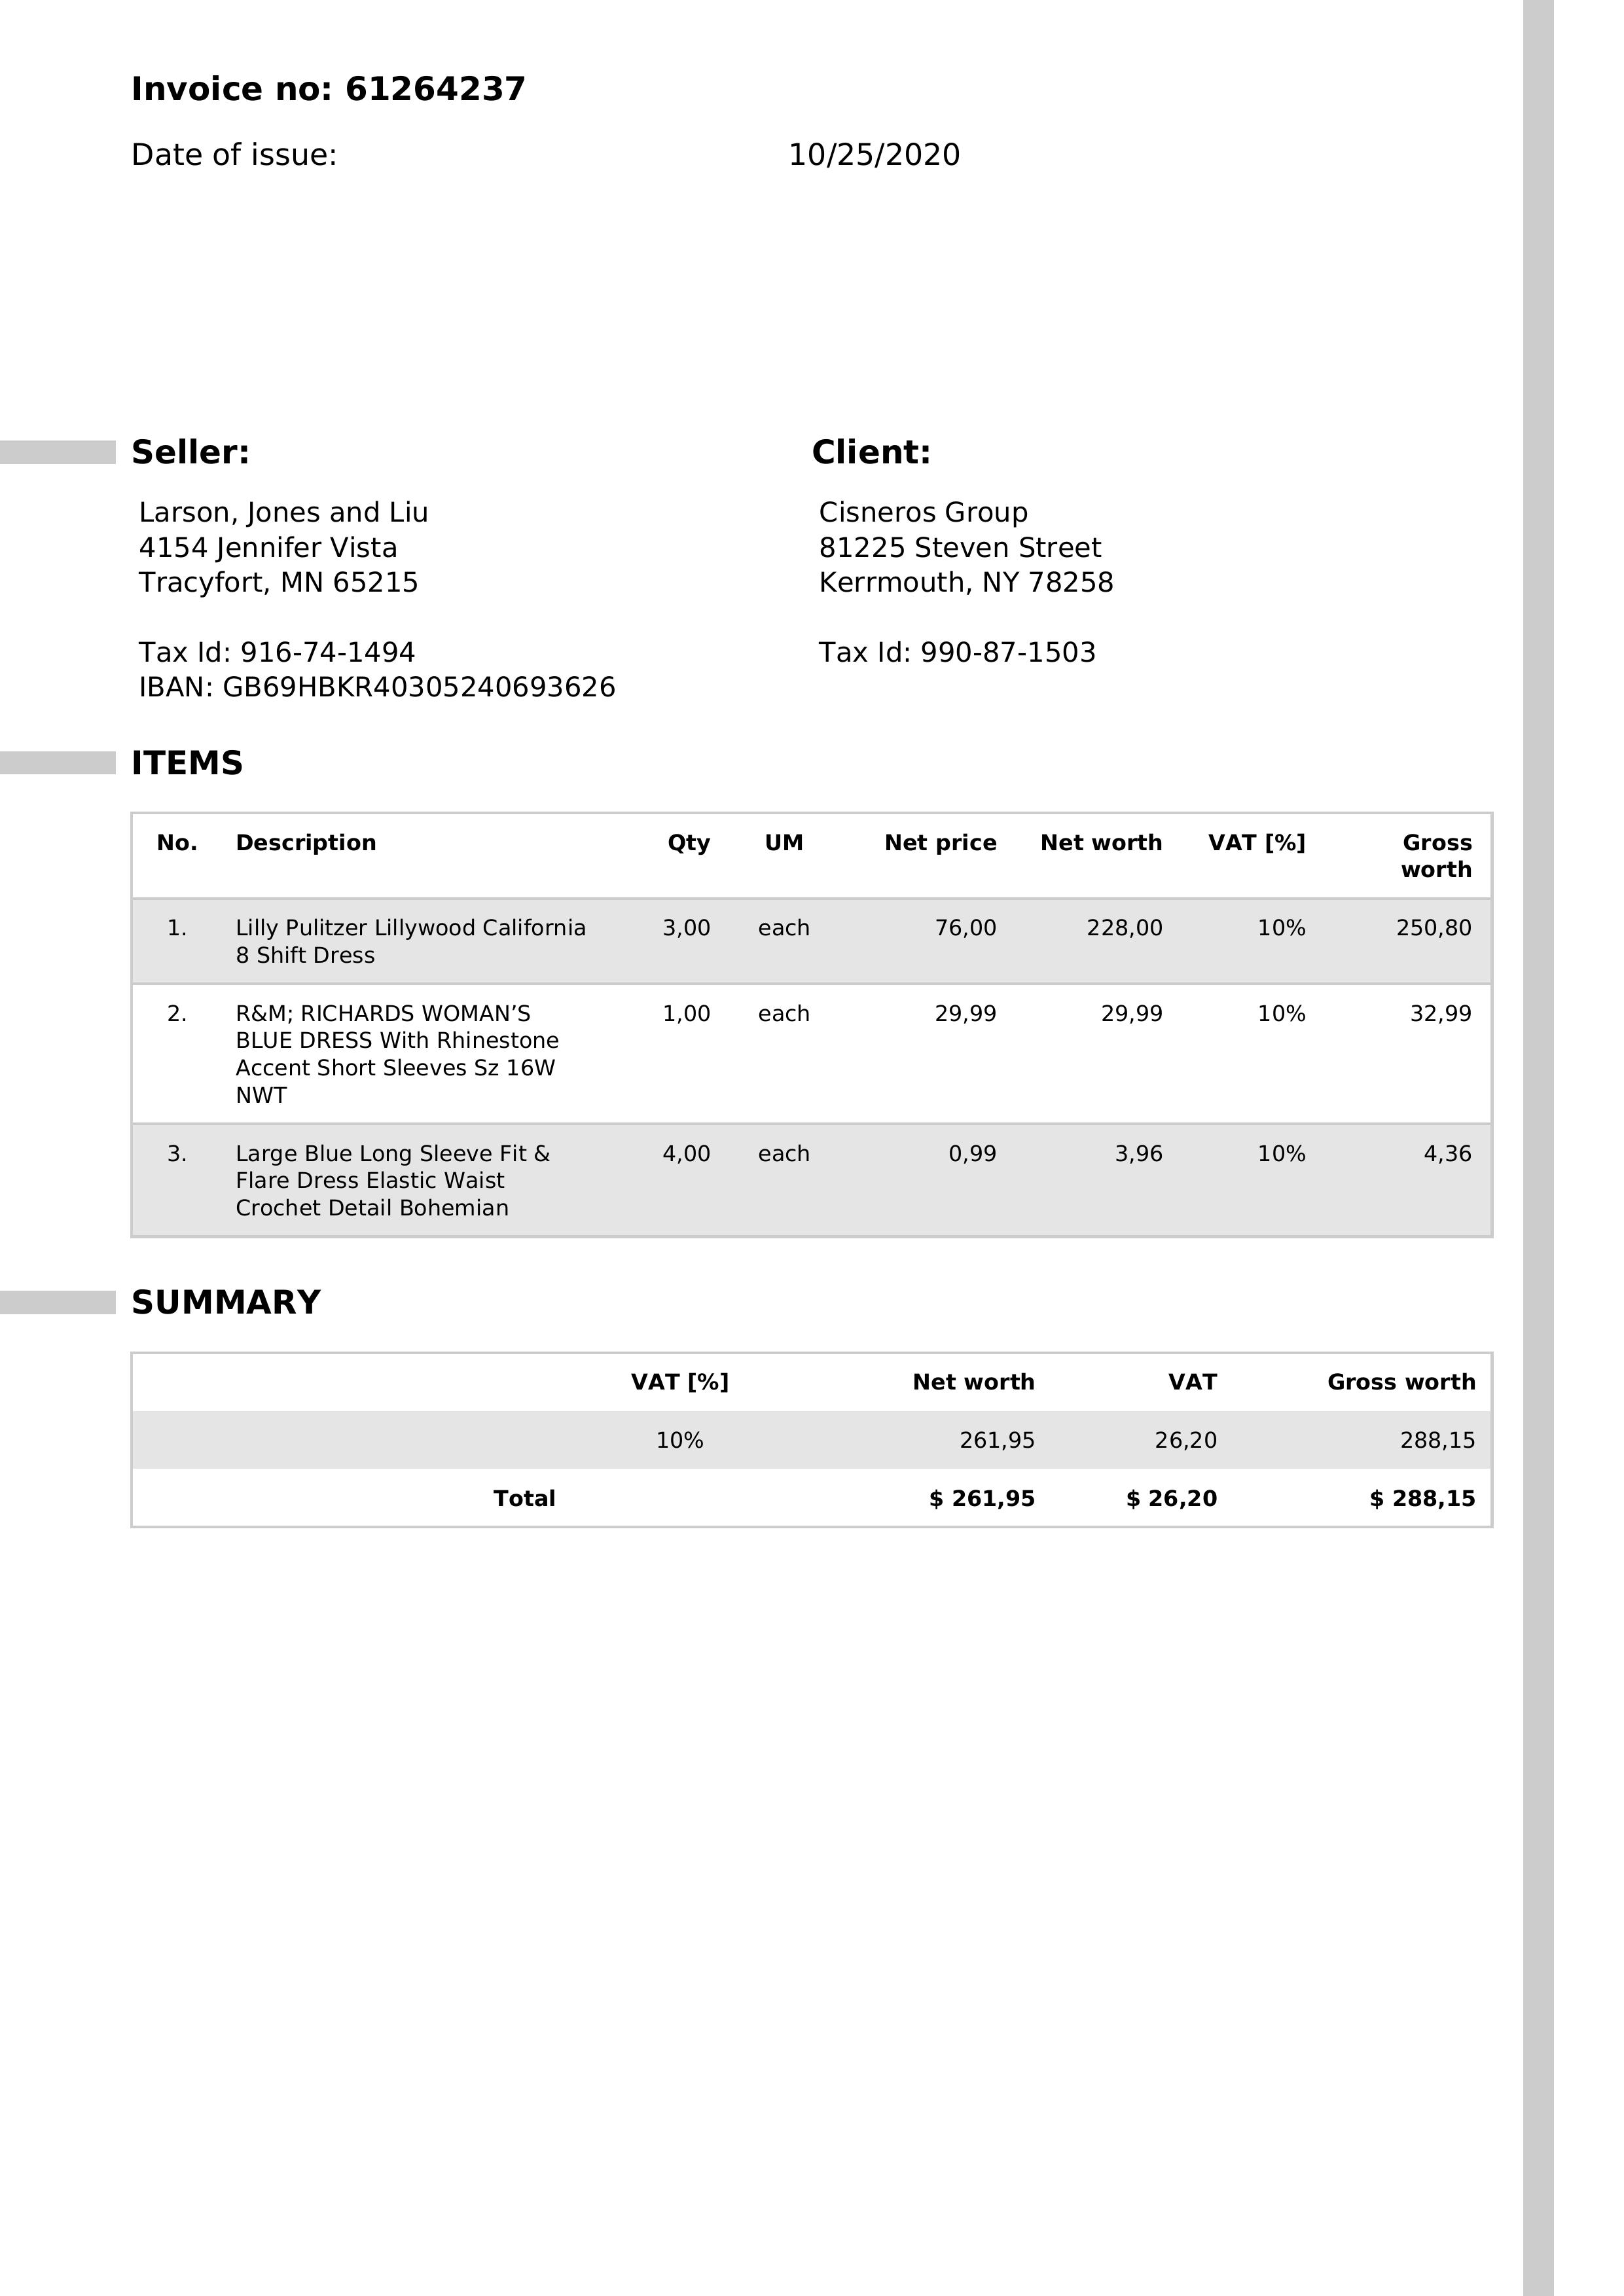 Invoice no: 61264237
Date of issue: 10/25/2020
Seller:
Larson, Jones and Liu
4154 Jennifer Vista
Tracyfort, MN 65215
Tax Id: 916-74-1494
IBAN: GB69HBKR40305240693626
Client:
Cisneros Group
81225 Steven Street
Kerrmouth, NY 78258
Tax Id: 990-87-1503
ITEMS
No. Description Qty UM Net price Net worth VAT [%] Gross
worth
1. Lilly Pulitzer Lillywood California 3,00 each 76,00 228,00 10% 250,80
8 Shift Dress
2. R&M; RICHARDS WOMAN’S 1,00 each 29,99 29,99 10% 32,99
BLUE DRESS With Rhinestone
Accent Short Sleeves Sz 16W
NWT
3. Large Blue Long Sleeve Fit & 4,00 each 0,99 3,96 10% 4,36
Flare Dress Elastic Waist
Crochet Detail Bohemian
SUMMARY
VAT [%] Net worth VAT Gross worth
10% 261,95 26,20 288,15
Total $ 261,95 $ 26,20 $ 288,15